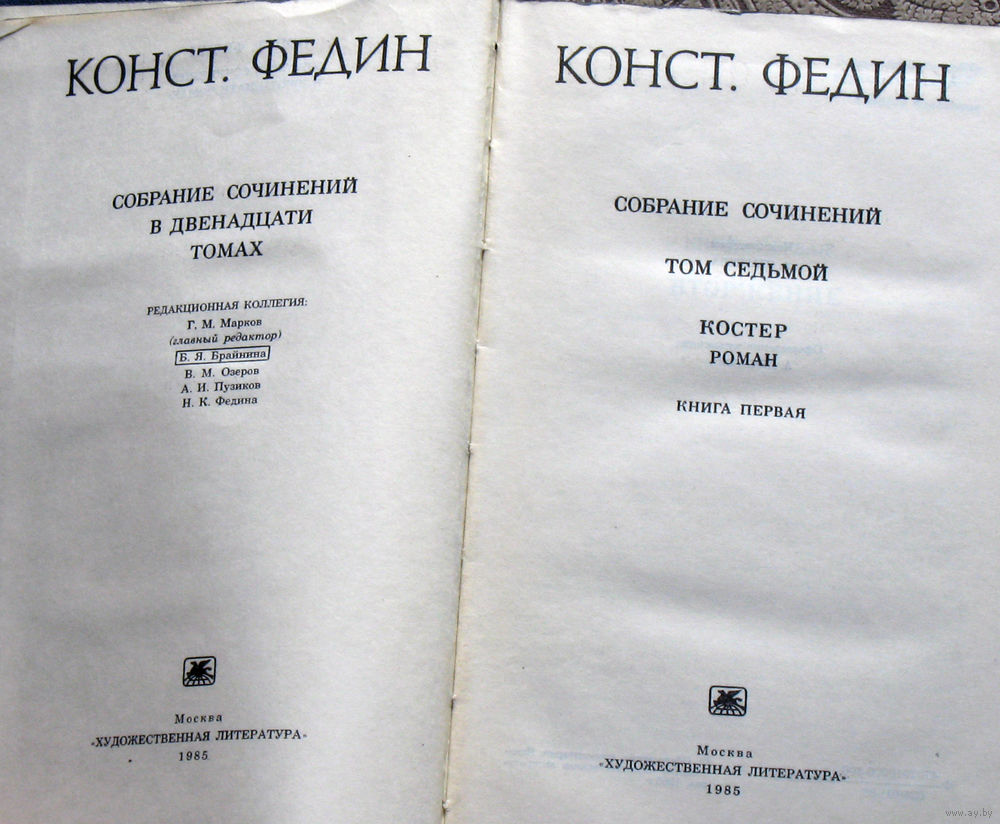 КОНСТ. ФЕДИН
СОБРАНИЕ СОЧИНЕНИЙ
В ДВЕНАДЦАТИ
ТОМАХ
РЕДАКЦИОННАЯ КОЛЛЕГИЯ:
Г. М. Марков
(главный редактор)
Б. Я. Брайнина
В. М. Озеров
А. И. Пузиков
Н. К. Федина
Москва
«ХУДОЖЕСТВЕННАЯ ЛИТЕРАТУРА»
1985
КОНСТ. ФЕДИН
СОБРАНИЕ СОЧИНЕНИЙ
ТОМ СЕДЬМОЙ
КОСТЕР
РОМАН
КНИГА ПЕРВАЯ
Москва
«ХУДОЖЕСТВЕННАЯ ЛИТЕРАТУРА»
1985
www.ay.by